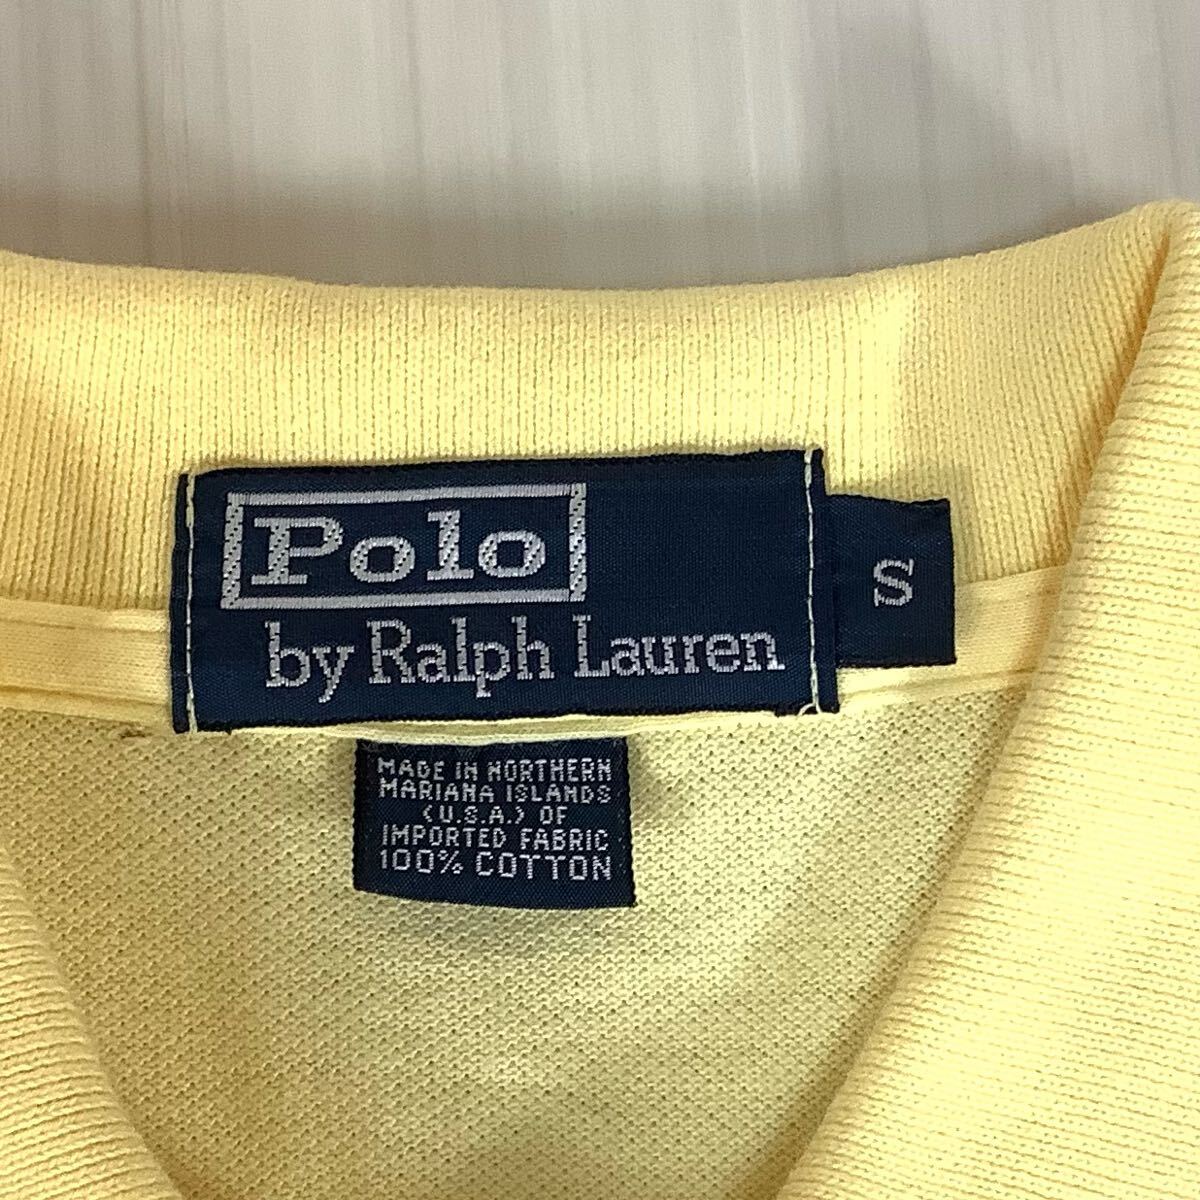 Polo
by Ralph Lauren
S
MADE IN NORTHERN
MARIANA ISLANDS
(U.S.A.) OF
IMPORTED FABRIC
100% COTTON